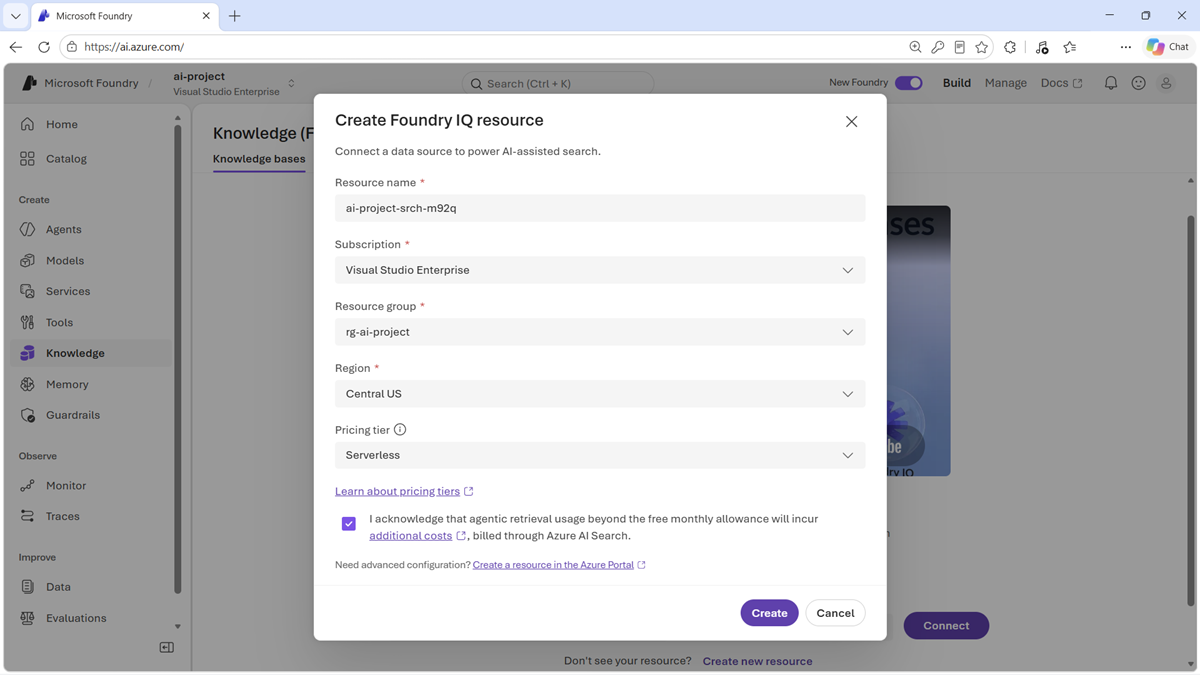 Microsoft Foundry
https://ai.azure.com/
Chat
Microsoft Foundry / ai-project
Visual Studio Enterprise
Search (Ctrl + K)
New Foundry
Build
Manage
Docs
Home
Catalog
Create
Agents
Models
Services
Tools
Knowledge
Memory
Guardrails
Observe
Monitor
Traces
Improve
Data
Evaluations
Knowledge (F
Knowledge bases
ses
be
ry IQ
Create Foundry IQ resource
Connect a data source to power AI-assisted search.
Resource name *
ai-project-srch-m92q
Subscription *
Visual Studio Enterprise
Resource group *
rg-ai-project
Region *
Central US
Pricing tier
Serverless
Learn about pricing tiers
I acknowledge that agentic retrieval usage beyond the free monthly allowance will incur
additional costs , billed through Azure AI Search.
Need advanced configuration? Create a resource in the Azure Portal
Create
Cancel
Connect
Don't see your resource? Create new resource